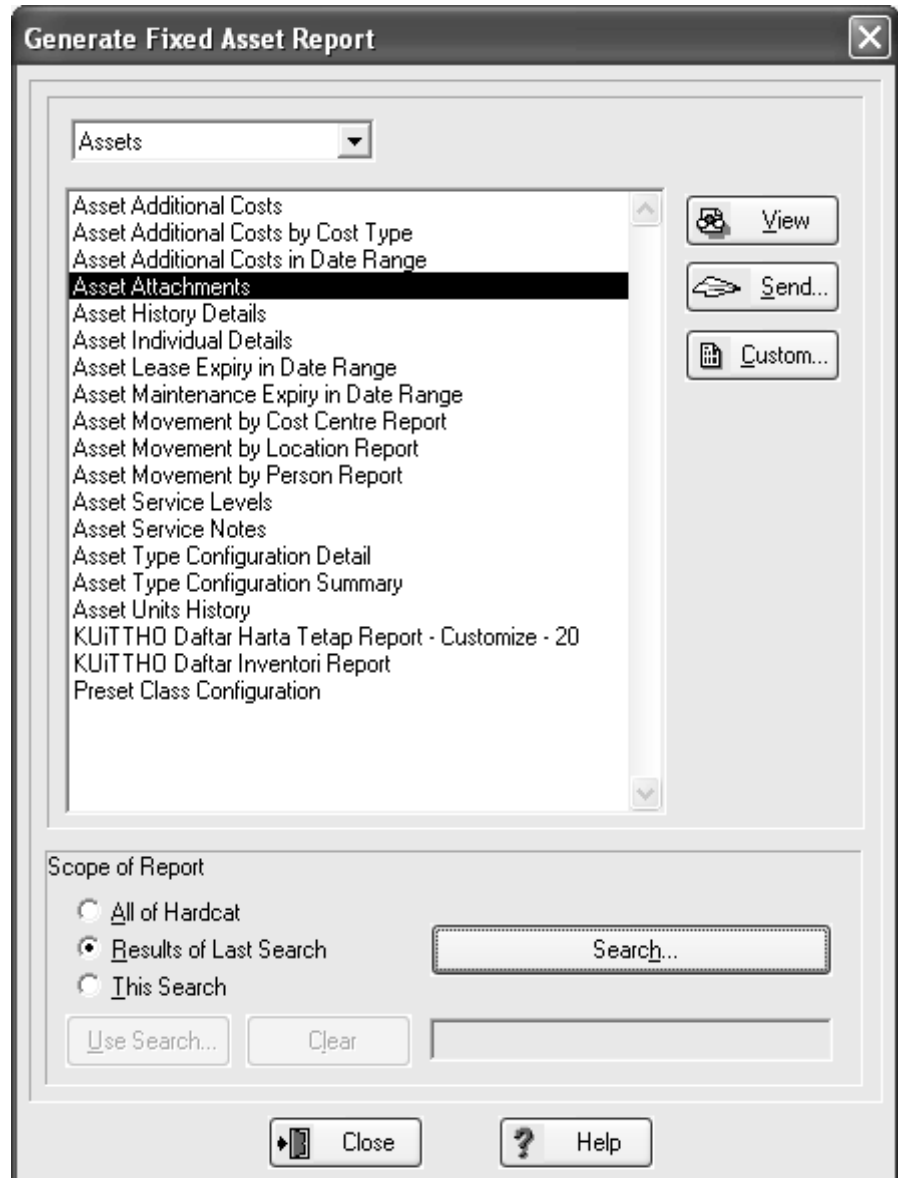 Generate Fixed Asset Report
Assets
Asset Additional Costs
Asset Additional Costs by Cost Type
Asset Additional Costs in Date Range
Asset Attachments
Asset History Details
Asset Individual Details
Asset Lease Expiry in Date Range
Asset Maintenance Expiry in Date Range
Asset Movement by Cost Centre Report
Asset Movement by Location Report
Asset Movement by Person Report
Asset Service Levels
Asset Service Notes
Asset Type Configuration Detail
Asset Type Configuration Summary
Asset Units History
KUiTTHO Daftar Harta Tetap Report - Customize - 20
KUiTTHO Daftar Inventori Report
Preset Class Configuration
View
Send...
Custom...
Scope of Report
All of Hardcat
Results of Last Search
Search...
This Search
Use Search...
Clear
Close
Help